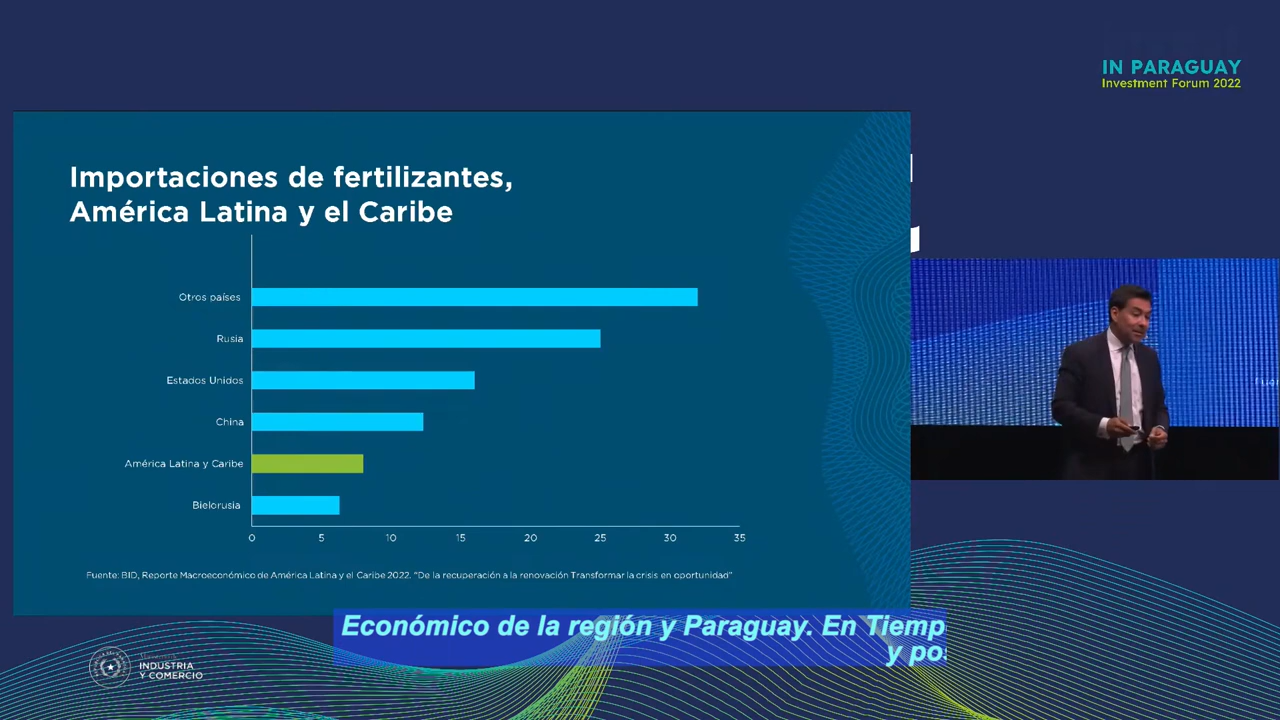 IN PARAGUAY
Investment Forum 2022
Importaciones de fertilizantes,
América Latina y el Caribe
Otros países
Rusia
Estados Unidos
China
América Latina y Caribe
Bielorusia
0 5 10 15 20 25 30 35
Fuente: BID, Reporte Macroeconómico de América Latina y el Caribe 2022. "De la recuperación a la renovación Transformar la crisis en oportunidad"
Económico de la región y Paraguay. En Tiemp
y po
INDUSTRIA
Y COMERCIO